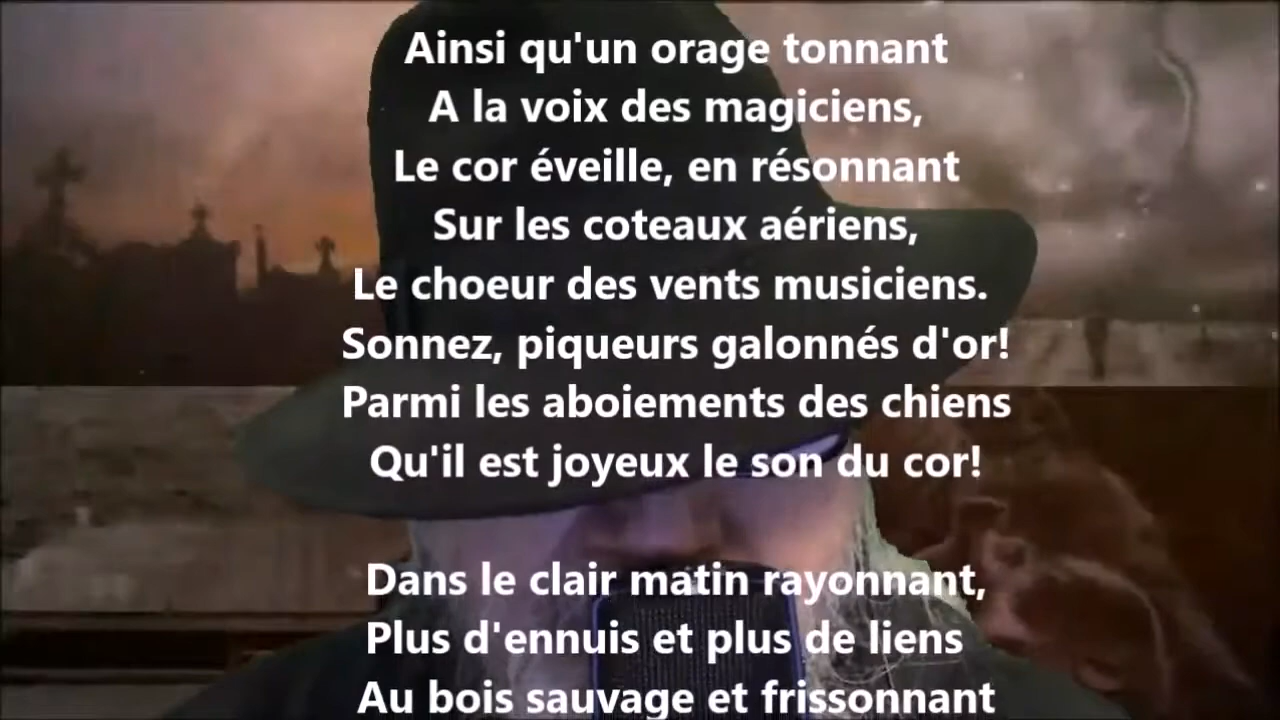 Ainsi qu'un orage tonnant
A la voix des magiciens,
Le cor éveille, en résonnant
Sur les coteaux aériens,
Le choeur des vents musiciens.
Sonnez, piqueurs galonnés d'or!
Parmi les aboiements des chiens
Qu'il est joyeux le son du cor!
Dans le clair matin rayonnant,
Plus d'ennuis et plus de liens
Au bois sauvage et frissonnant